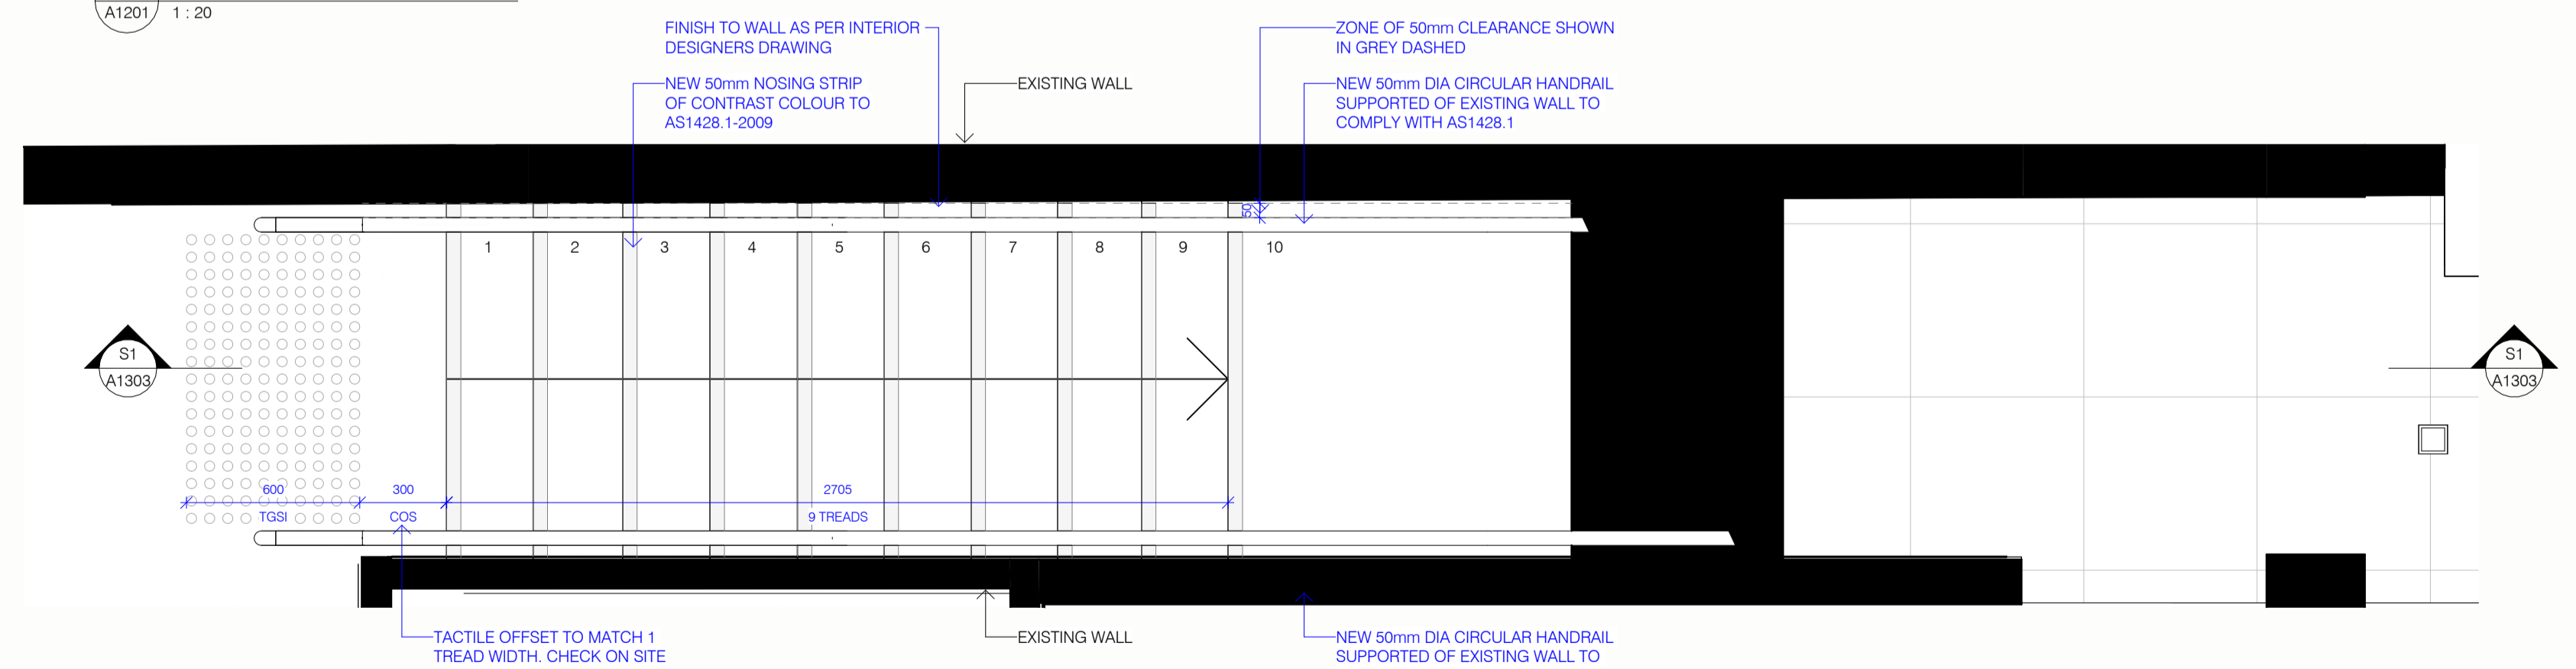 A1201 1 : 20
FINISH TO WALL AS PER INTERIOR
DESIGNERS DRAWING
ZONE OF 50mm CLEARANCE SHOWN
IN GREY DASHED
NEW 50mm NOSING STRIP
OF CONTRAST COLOUR TO
AS1428.1-2009
EXISTING WALL
NEW 50mm DIA CIRCULAR HANDRAIL
SUPPORTED OF EXISTING WALL TO
COMPLY WITH AS1428.1
50
1 2 3 4 5 6 7 8 9 10
S1
A1303
S1
A1303
600 300 2705
TGSI COS 9 TREADS
TACTILE OFFSET TO MATCH 1
TREAD WIDTH. CHECK ON SITE
EXISTING WALL
NEW 50mm DIA CIRCULAR HANDRAIL
SUPPORTED OF EXISTING WALL TO